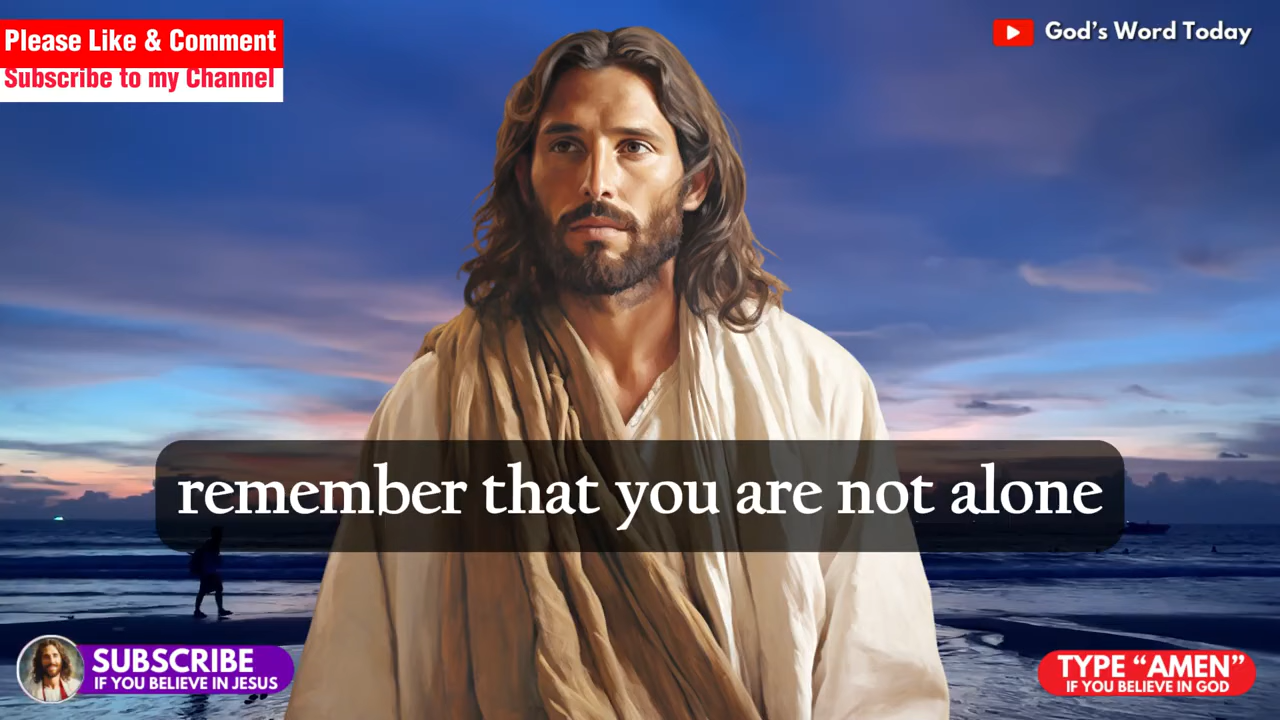 Please Like & Comment
Subscribe to my Channel
God's Word Today
remember that you are not alone
SUBSCRIBE
IF YOU BELIEVE IN JESUS
TYPE “AMEN”
IF YOU BELIEVE IN GOD